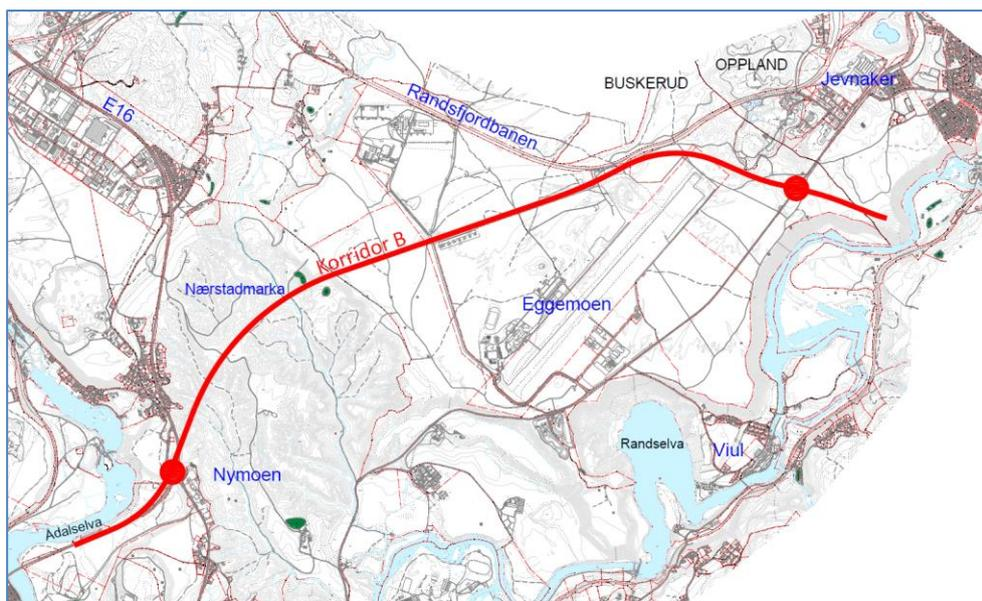 OPPLAND
BUSKERUD
Jevnaker
Randsfjordbanen
E16
Korridor B
Nærstadmarka
Eggemoen
Randselva
Viul
Nymoen
Ådalselva